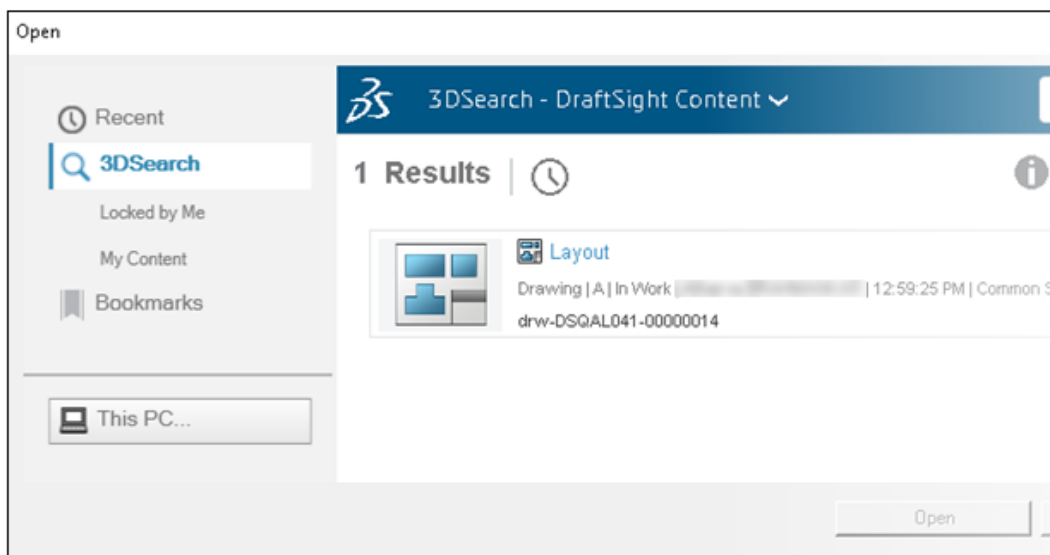 Open
Recent
3DSearch
Locked by Me
My Content
Bookmarks
This PC...
3DSearch - DraftSight Content
1 Results
Layout
Drawing | A | In Work | | 12:59:25 PM | Common
drw-DSQAL041-00000014
Open